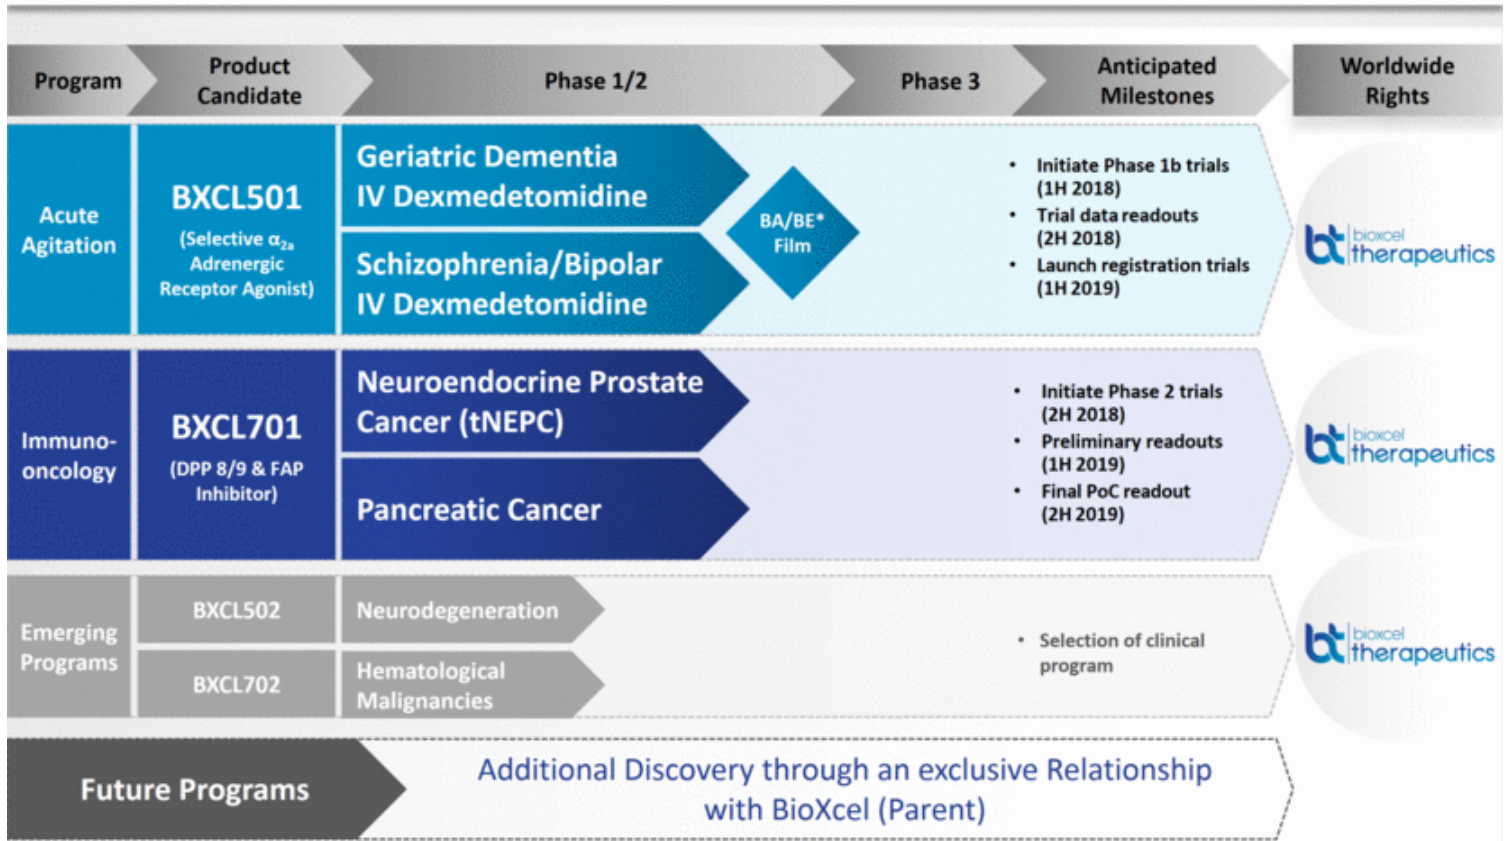 Program
Product
Candidate
Phase 1/2
Phase 3
Anticipated
Milestones
Worldwide
Rights
Acute
Agitation
BXCL501
(Selective α2a
Adrenergic
Receptor Agonist)
Geriatric Dementia
IV Dexmedetomidine
Schizophrenia/Bipolar
IV Dexmedetomidine
BA/BE*
Film
• Initiate Phase 1b trials
(1H 2018)
• Trial data readouts
(2H 2018)
• Launch registration trials
(1H 2019)
bt bioxcel
therapeutics
Immuno-
oncology
BXCL701
(DPP 8/9 & FAP
Inhibitor)
Neuroendocrine Prostate
Cancer (tNEPC)
Pancreatic Cancer
• Initiate Phase 2 trials
(2H 2018)
• Preliminary readouts
(1H 2019)
• Final PoC readout
(2H 2019)
bt bioxcel
therapeutics
Emerging
Programs
BXCL502
Neurodegeneration
BXCL702
Hematological
Malignancies
• Selection of clinical
program
bt bioxcel
therapeutics
Future Programs
Additional Discovery through an exclusive Relationship
with BioXcel (Parent)